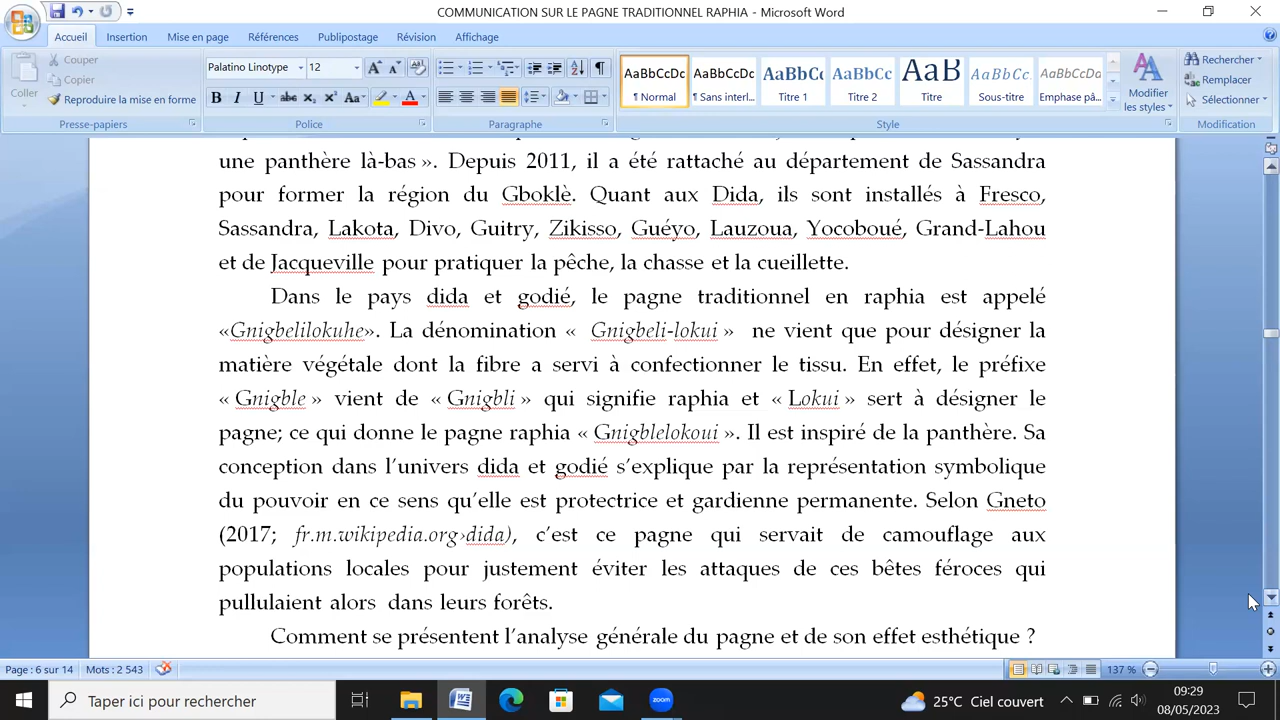 COMMUNICATION SUR LE PAGNE TRADITIONNEL RAPHIA - Microsoft Word
Accueil Insertion Mise en page Références Publipostage Révision Affichage
Coller
Couper
Copier
Reproduire la mise en forme
Presse-papiers
Palatino Linotype 12
Police
Paragraphe
AaBbCcDc AaBbCcDc AaBbCc AaBbCc AaB AaBbCc. AaBbCcDc
¶ Normal ¶ Sans interl... Titre 1 Titre 2 Titre Sous-titre Emphase pâ...
Modifier les styles
Style
Rechercher
Remplacer
Sélectionner
Modification
une panthère là-bas ». Depuis 2011, il a été rattaché au département de Sassandra
pour former la région du Gboklè. Quant aux Dida, ils sont installés à Fresco,
Sassandra, Lakota, Divo, Guitry, Zikisso, Guéyo, Lauzoua, Yocoboué, Grand-Lahou
et de Jacqueville pour pratiquer la pêche, la chasse et la cueillette.
Dans le pays dida et godié, le pagne traditionnel en raphia est appelé
«Gnigbelilokuhe». La dénomination « Gnigbeli-lokui » ne vient que pour désigner la
matière végétale dont la fibre a servi à confectionner le tissu. En effet, le préfixe
« Gnigble » vient de « Gnigbli » qui signifie raphia et « Lokui » sert à désigner le
pagne; ce qui donne le pagne raphia « Gnigblelokoui ». Il est inspiré de la panthère. Sa
conception dans l'univers dida et godié s'explique par la représentation symbolique
du pouvoir en ce sens qu'elle est protectrice et gardienne permanente. Selon Gneto
(2017; fr.m.wikipedia.org›dida), c'est ce pagne qui servait de camouflage aux
populations locales pour justement éviter les attaques de ces bêtes féroces qui
pullulaient alors dans leurs forêts.
Comment se présentent l'analyse générale du pagne et de son effet esthétique ?
Page : 6 sur 14 Mots : 2 543 137 %
Taper ici pour rechercher
zoom
25°C Ciel couvert
09:29
08/05/2023